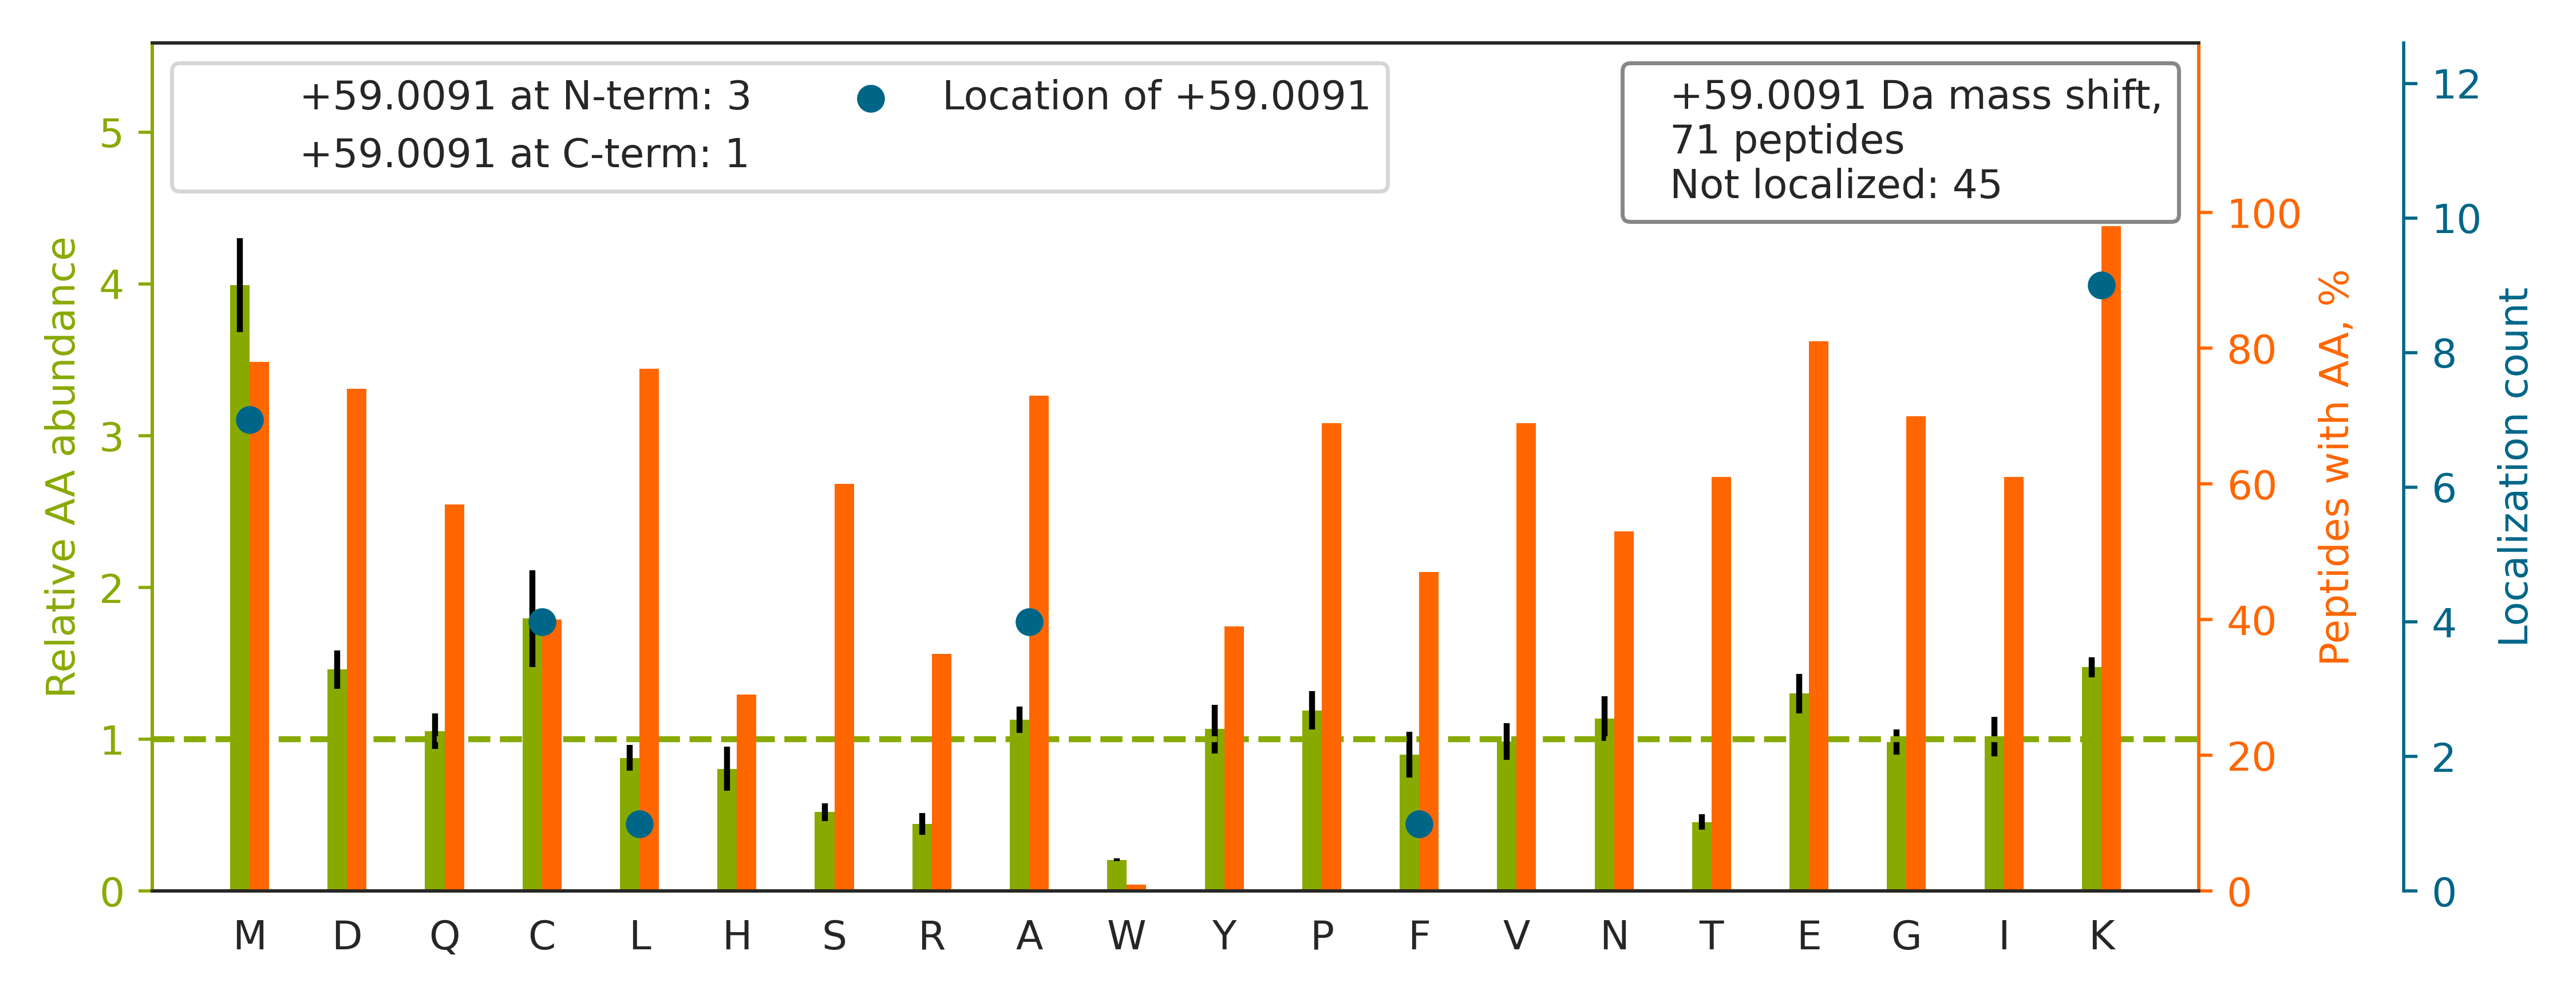 +59.0091 at N-term: 3
+59.0091 at C-term: 1
Location of +59.0091
+59.0091 Da mass shift,
71 peptides
Not localized: 45
Relative AA abundance
5
4
3
2
1
0
M D Q C L H S R A W Y P F V N T E G I K
100
80
60
40
20
0
Peptides with AA, %
12
10
8
6
4
2
0
Localization count